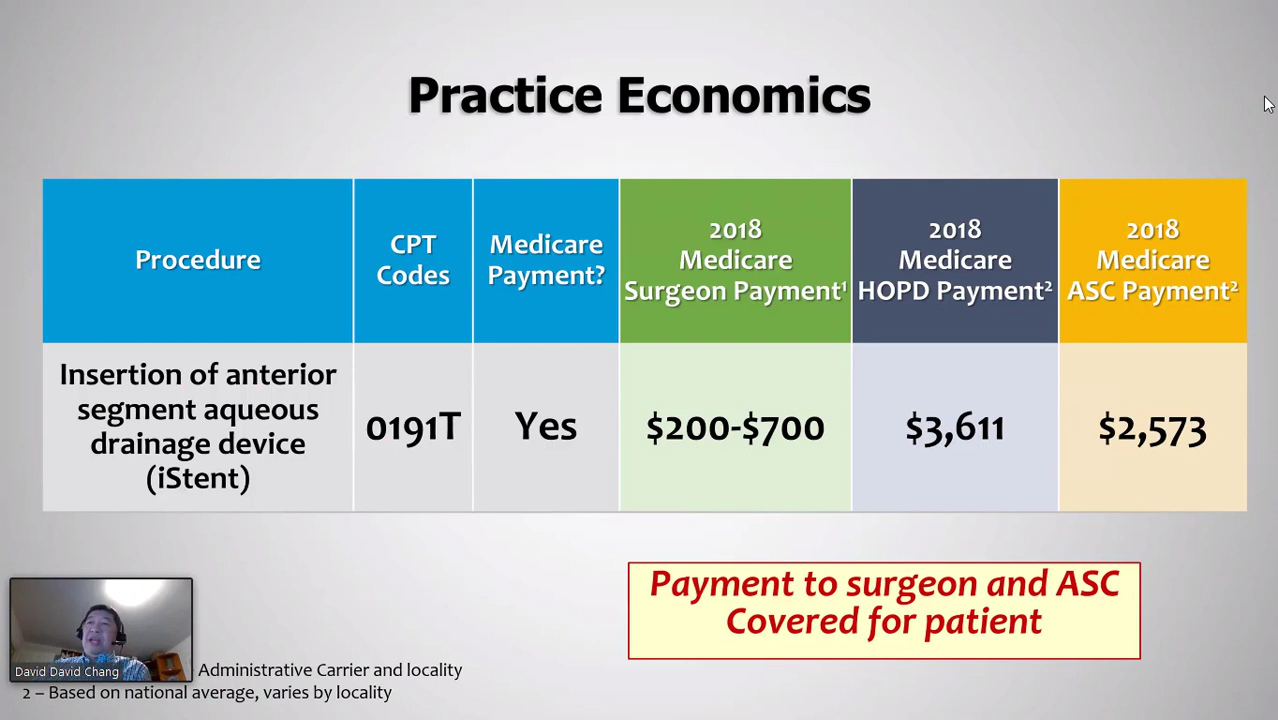 Practice Economics
Procedure
CPT
Codes
Medicare
Payment?
2018
Medicare
Surgeon Payment¹
2018
Medicare
HOPD Payment²
2018
Medicare
ASC Payment²
Insertion of anterior
segment aqueous
drainage device
(iStent)
0191T
Yes
$200-$700
$3,611
$2,573
Payment to surgeon and ASC
Covered for patient
David David Chang
Administrative Carrier and locality
2 – Based on national average, varies by locality